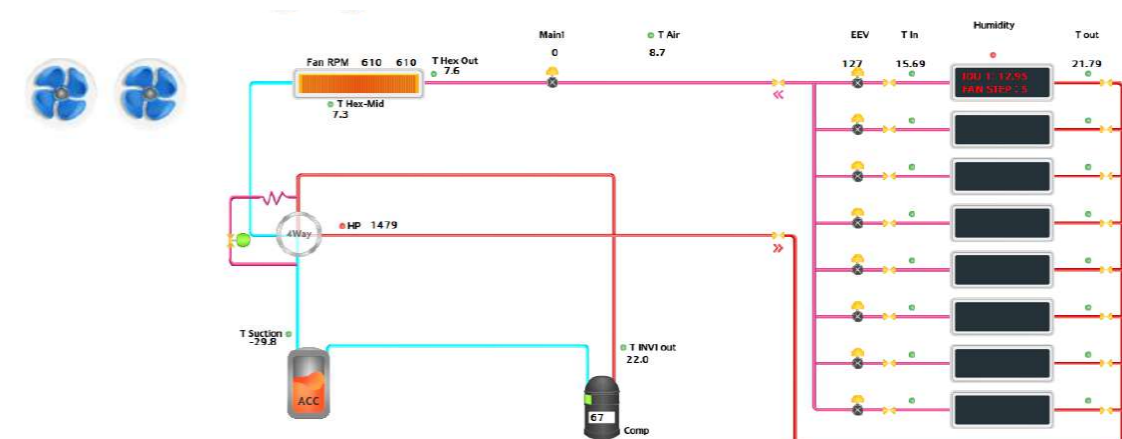 Main1
0
T Air
8.7
EEV
127
T In
15.69
Humidity
T out
21.79
Fan RPM 610 610
T Hex Out
7.6
T Hex-Mid
7.3
IDU 1: 12.95
FAN STEP : 5
4Way
HP 1479
T Suction
-29.8
T INV1 out
22.0
ACC
67
Comp